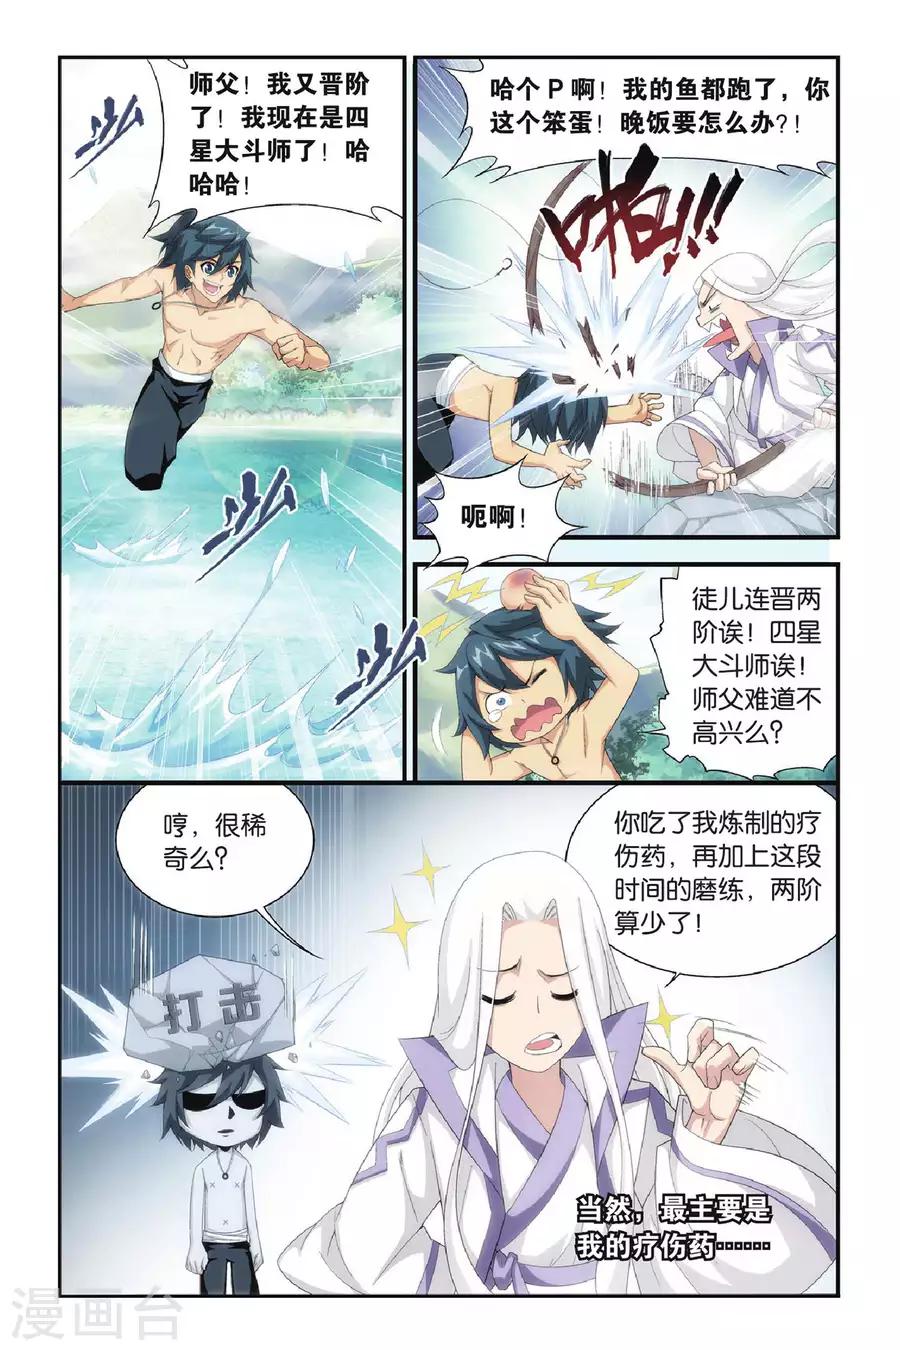 师父！我又晋阶
了！我现在是四
星大斗师了！哈
哈哈！
少
少
少
哈个P啊！我的鱼都跑了，你
这个笨蛋！晚饭要怎么办？！
啪!!!
呃啊！
徒儿连晋两
阶诶！四星
大斗师诶！
师父难道不
高兴么？
哼，很稀
奇么？
打击
你吃了我炼制的疗
伤药，再加上这段
时间的磨练，两阶
算少了！
当然，最主要是
我的疗伤药……
漫画台